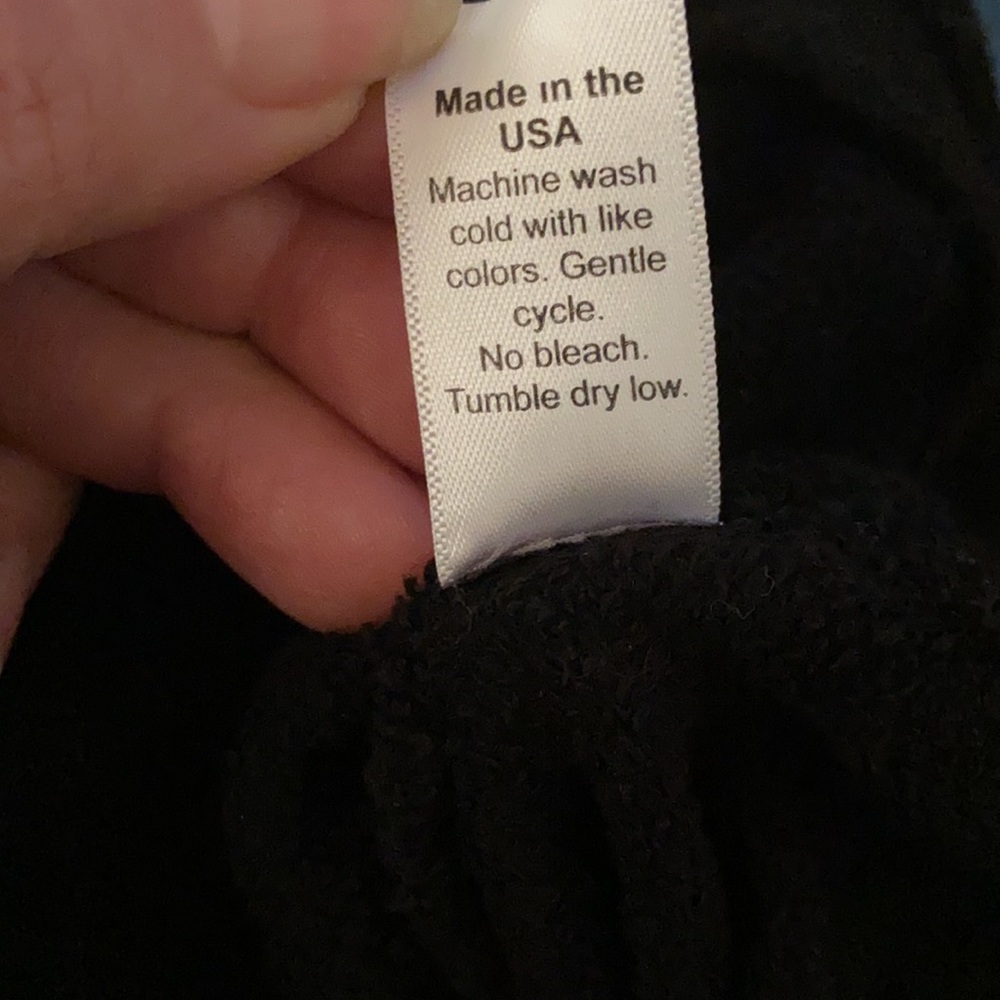 Made in the
USA
Machine wash
cold with like
colors. Gentle
cycle.
No bleach.
Tumble dry low.